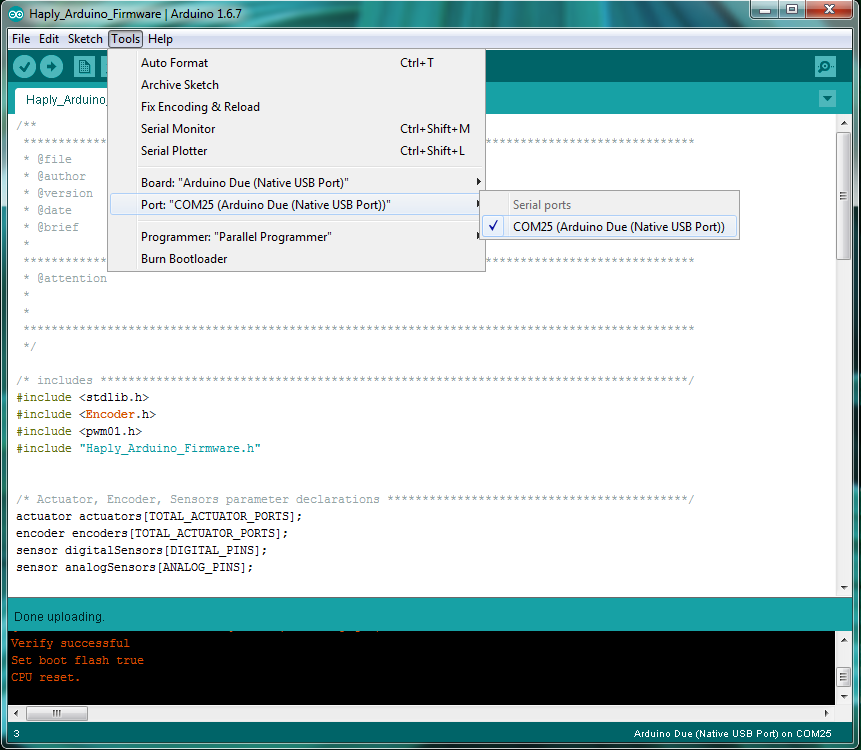 Haply_Arduino_Firmware | Arduino 1.6.7
File Edit Sketch Tools Help
Auto Format Ctrl+T
Archive Sketch
Fix Encoding & Reload
Serial Monitor Ctrl+Shift+M
Serial Plotter Ctrl+Shift+L
Board: "Arduino Due (Native USB Port)"
Port: "COM25 (Arduino Due (Native USB Port))"
Programmer: "Parallel Programmer"
Burn Bootloader
Serial ports
COM25 (Arduino Due (Native USB Port))
Haply_Arduino_
/**
* @file
* @author
* @version
* @date
* @brief
*
* @attention
*
*
*/
/* includes ************************************************************************************/
#include <stdlib.h>
#include <Encoder.h>
#include <pwm01.h>
#include "Haply_Arduino_Firmware.h"
/* Actuator, Encoder, Sensors parameter declarations *******************************************/
actuator actuators[TOTAL_ACTUATOR_PORTS];
encoder encoders[TOTAL_ACTUATOR_PORTS];
sensor digitalSensors[DIGITAL_PINS];
sensor analogSensors[ANALOG_PINS];
Done uploading.
Verify successful
Set boot flash true
CPU reset.
3 Arduino Due (Native USB Port) on COM25